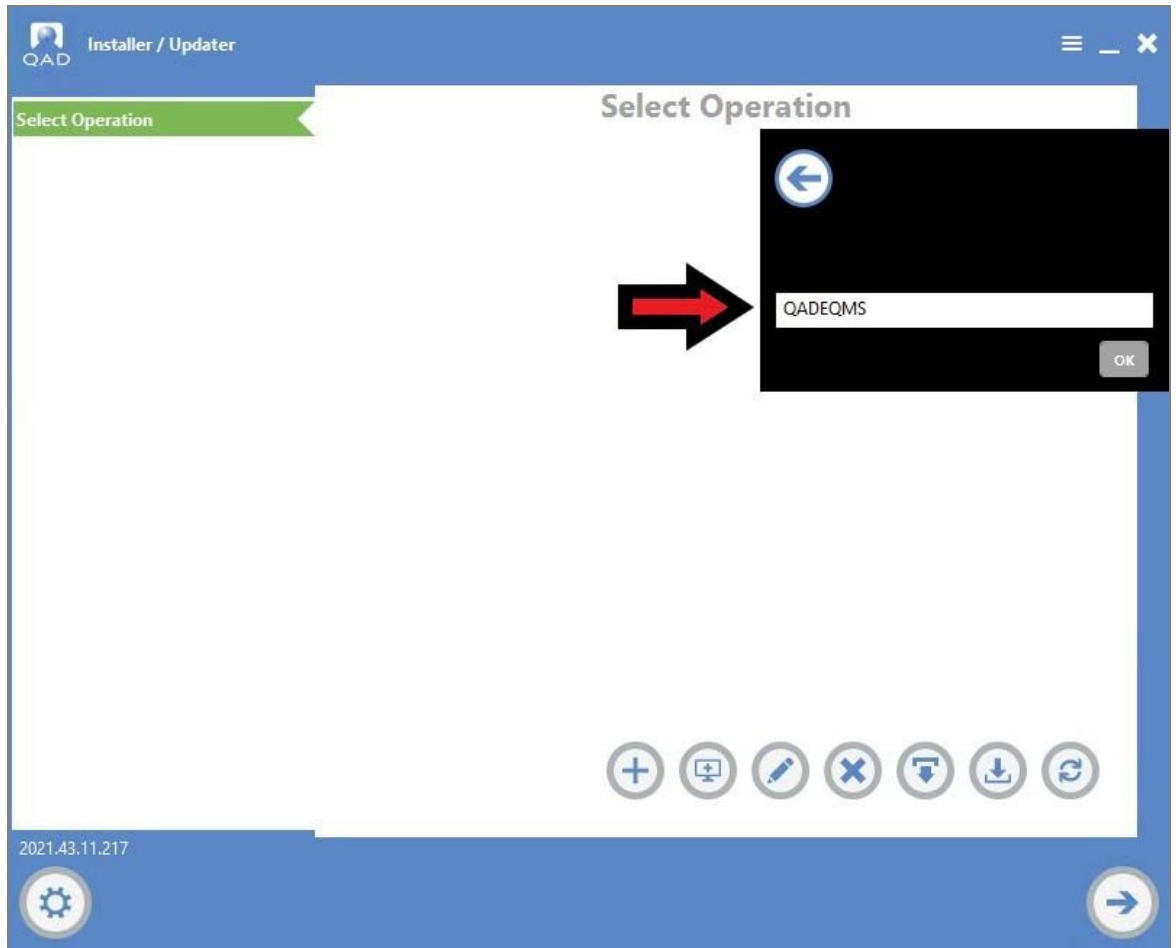 QAD
Installer / Updater
Select Operation
Select Operation
QADEQMS
OK
2021.43.11.217